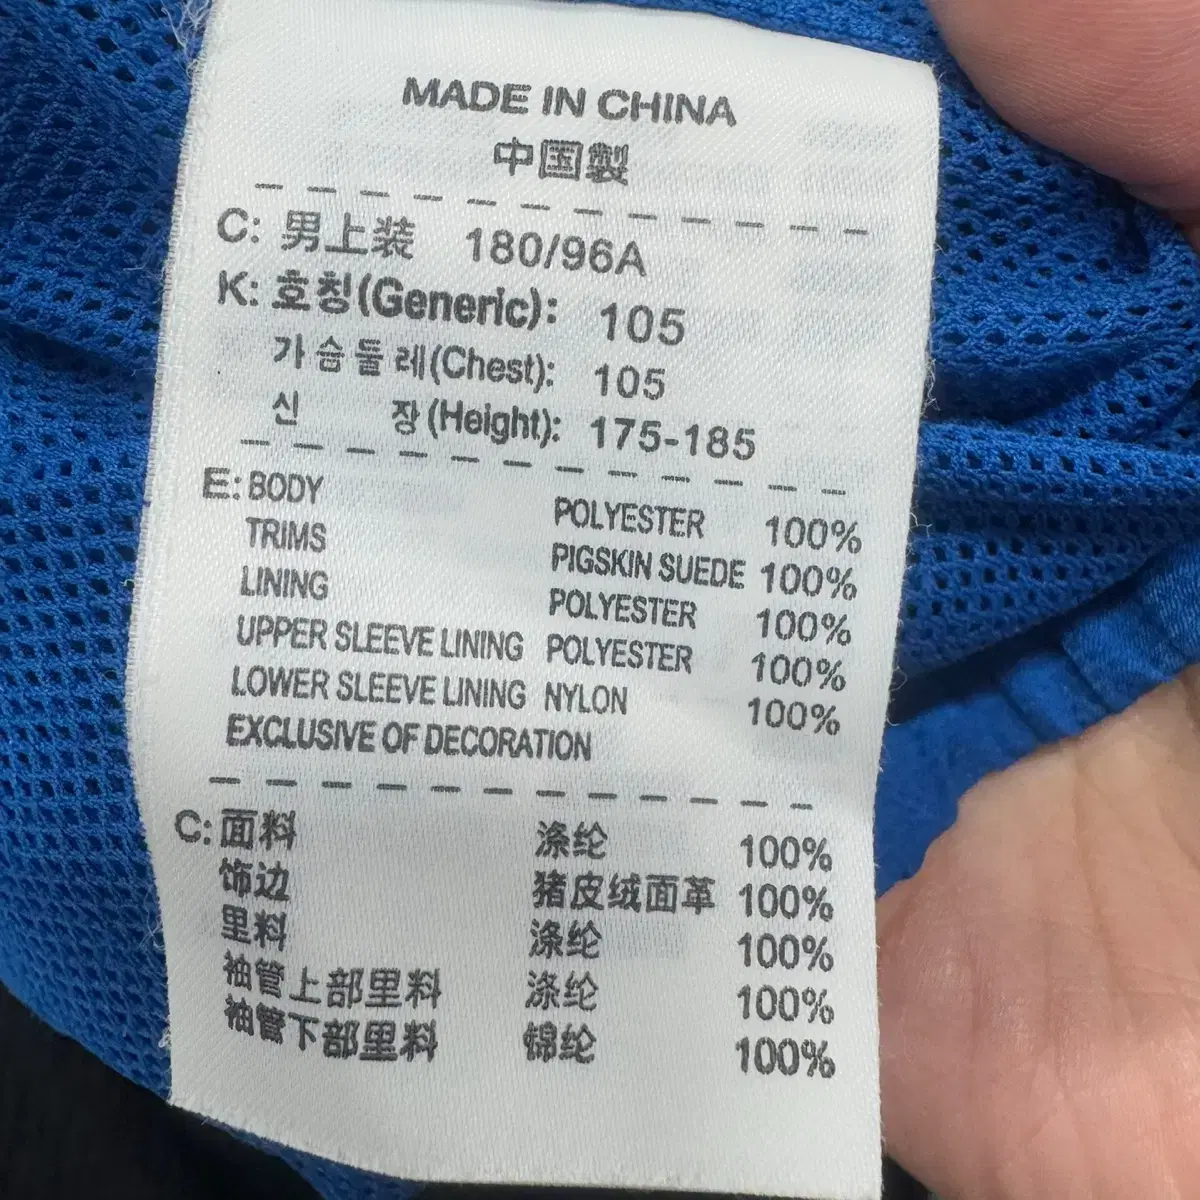 MADE IN CHINA
中国製
C: 男上装 180/96A
K: 호칭(Generic): 105
가슴둘레(Chest): 105
신 장(Height): 175-185
E: BODY POLYESTER 100%
TRIMS PIGSKIN SUEDE 100%
LINING POLYESTER 100%
UPPER SLEEVE LINING POLYESTER 100%
LOWER SLEEVE LINING NYLON 100%
EXCLUSIVE OF DECORATION
C: 面料 涤纶 100%
饰边 猪皮绒面革 100%
里料 涤纶 100%
袖管上部里料 涤纶 100%
袖管下部里料 锦纶 100%